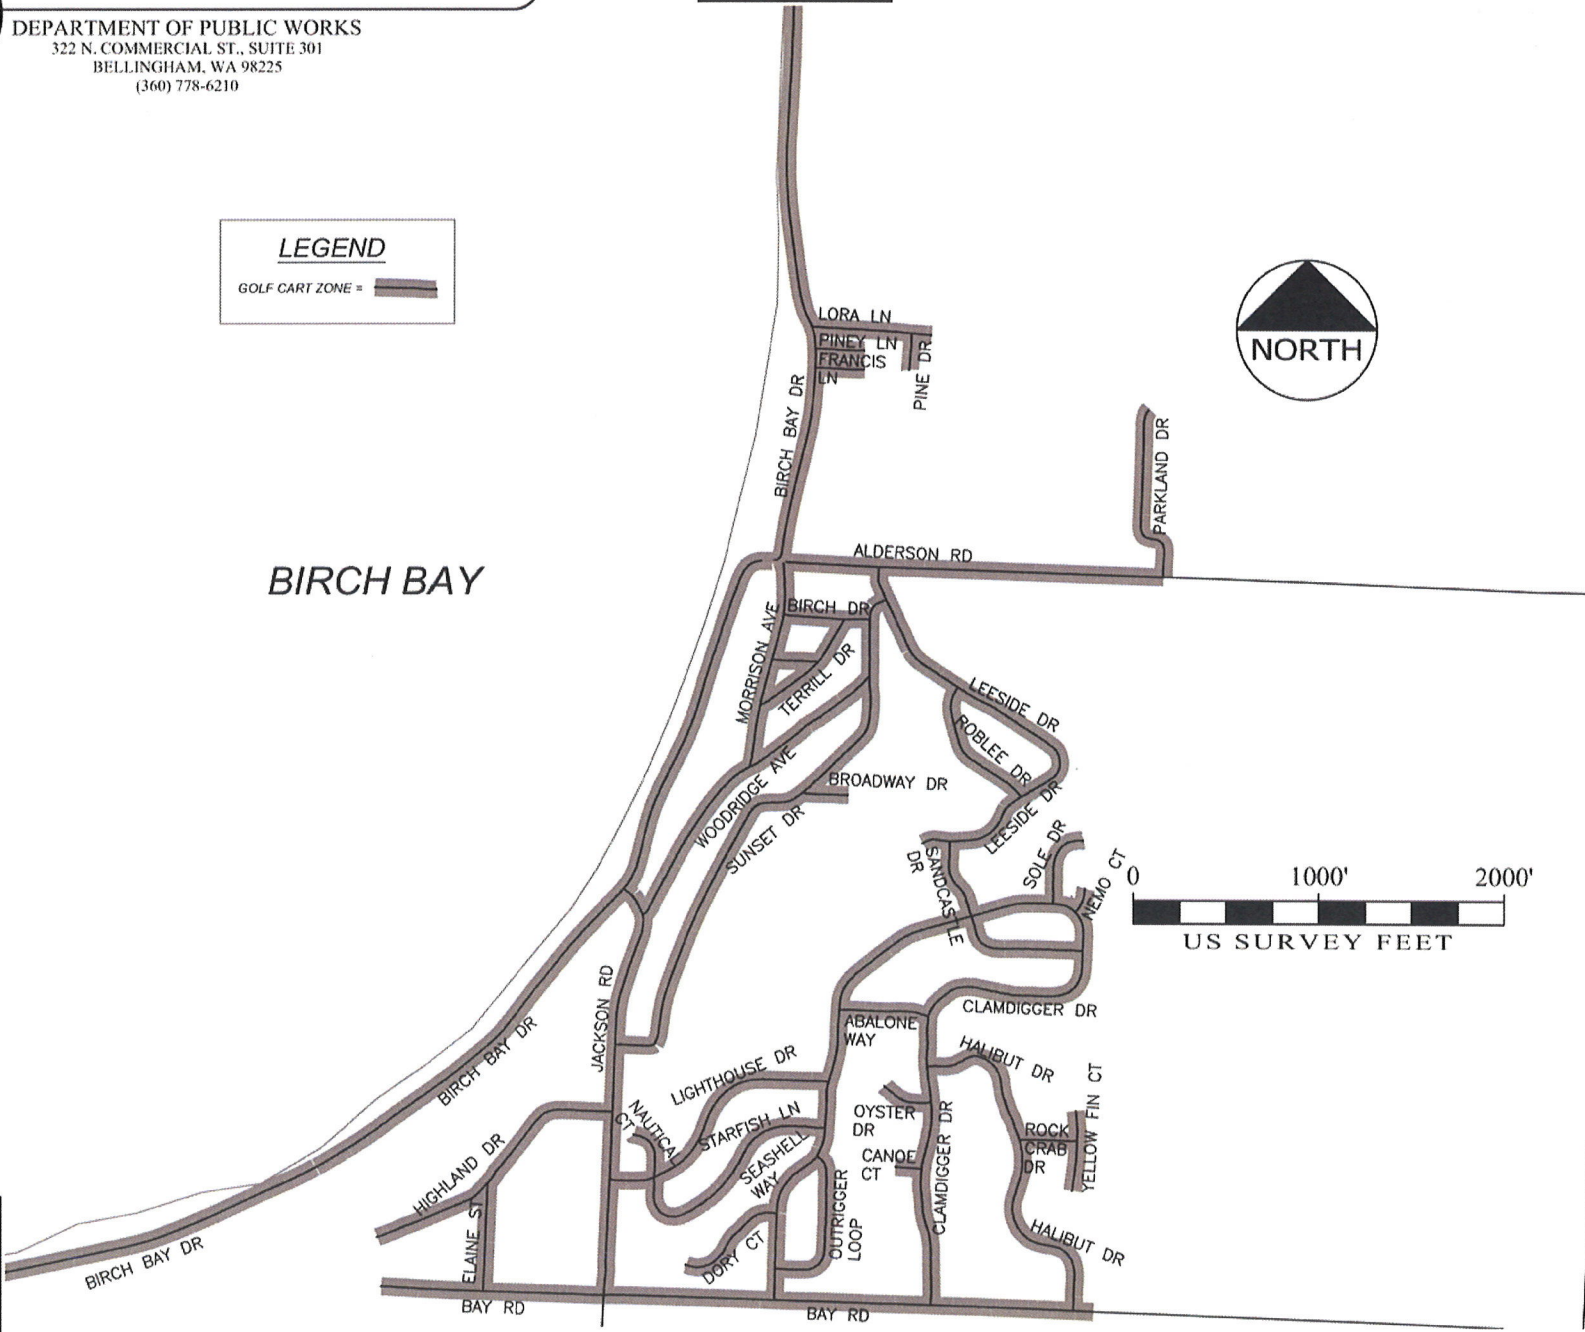 DEPARTMENT OF PUBLIC WORKS
322 N. COMMERCIAL ST., SUITE 301
BELLINGHAM, WA 98225
(360) 778-6210
LEGEND
GOLF CART ZONE =
NORTH
BIRCH BAY
LORA LN
PINEY LN
FRANCIS
LN
PINE DR
BIRCH BAY DR
PARKLAND DR
ALDERSON RD
BIRCH DR
MORRISON AVE
TERRILL DR
LEESIDE DR
ROBLEE DR
WOODRIDGE AVE
BROADWAY DR
SUNSET DR
LEESIDE DR
SANDCASTLE
DR
SOLE DR
NEMO CT
0 1000' 2000'
US SURVEY FEET
JACKSON RD
CLAMDIGGER DR
ABALONE
WAY
BIRCH BAY DR
LIGHTHOUSE DR
HALIBUT DR
NAUTICAL
CT
STARFISH LN
OYSTER
DR
YELLOW FIN CT
ROCK
CRAB
DR
SEASHELL
WAY
CANOE
CT
CLAMDIGGER DR
HIGHLAND DR
OUTRIGGER
LOOP
ELAINE ST
DORY CT
HALIBUT DR
BIRCH BAY DR
BAY RD
BAY RD